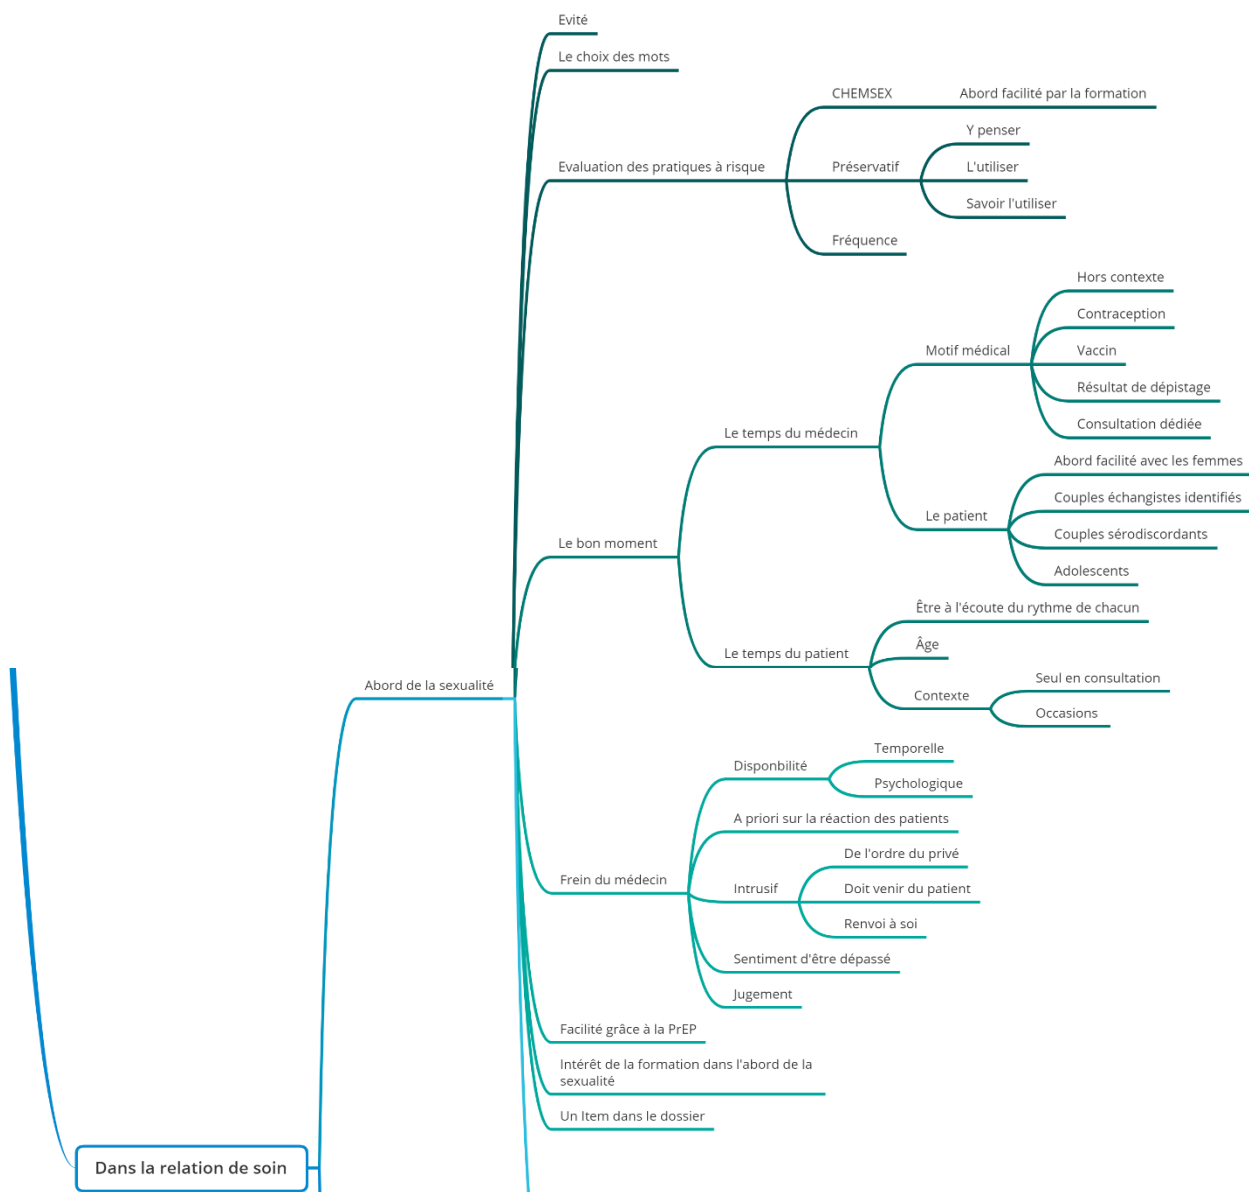 Evité
Le choix des mots
CHEMSEX
Abord facilité par la formation
Y penser
Evaluation des pratiques à risque
Préservatif
L'utiliser
Savoir l'utiliser
Fréquence
Hors contexte
Contraception
Motif médical
Vaccin
Résultat de dépistage
Consultation dédiée
Le temps du médecin
Abord facilité avec les femmes
Couples échangistes identifiés
Le patient
Couples sérodiscordants
Adolescents
Le bon moment
Être à l'écoute du rythme de chacun
Le temps du patient
Âge
Contexte
Seul en consultation
Occasions
Abord de la sexualité
Disponbilité
Temporelle
Psychologique
A priori sur la réaction des patients
De l'ordre du privé
Frein du médecin
Intrusif
Doit venir du patient
Renvoi à soi
Sentiment d'être dépassé
Jugement
Facilité grâce à la PrEP
Intérêt de la formation dans l'abord de la
sexualité
Un Item dans le dossier
Dans la relation de soin